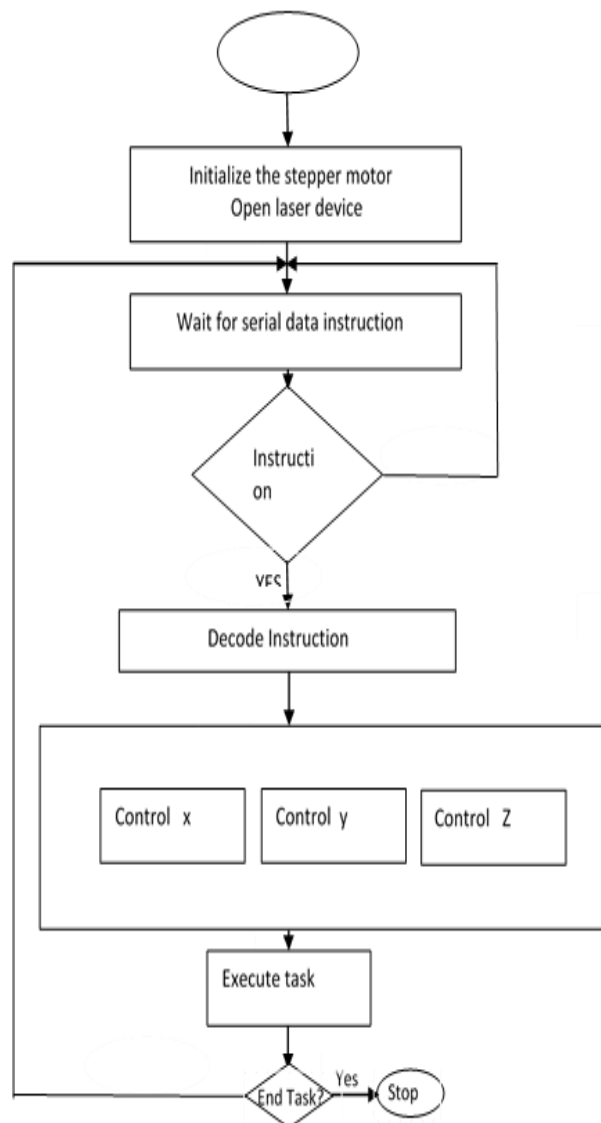 Initialize the stepper motor
Open laser device
Wait for serial data instruction
Instructi
on
YES
Decode Instruction
Control x
Control y
Control Z
Execute task
End Task?
Yes
Stop